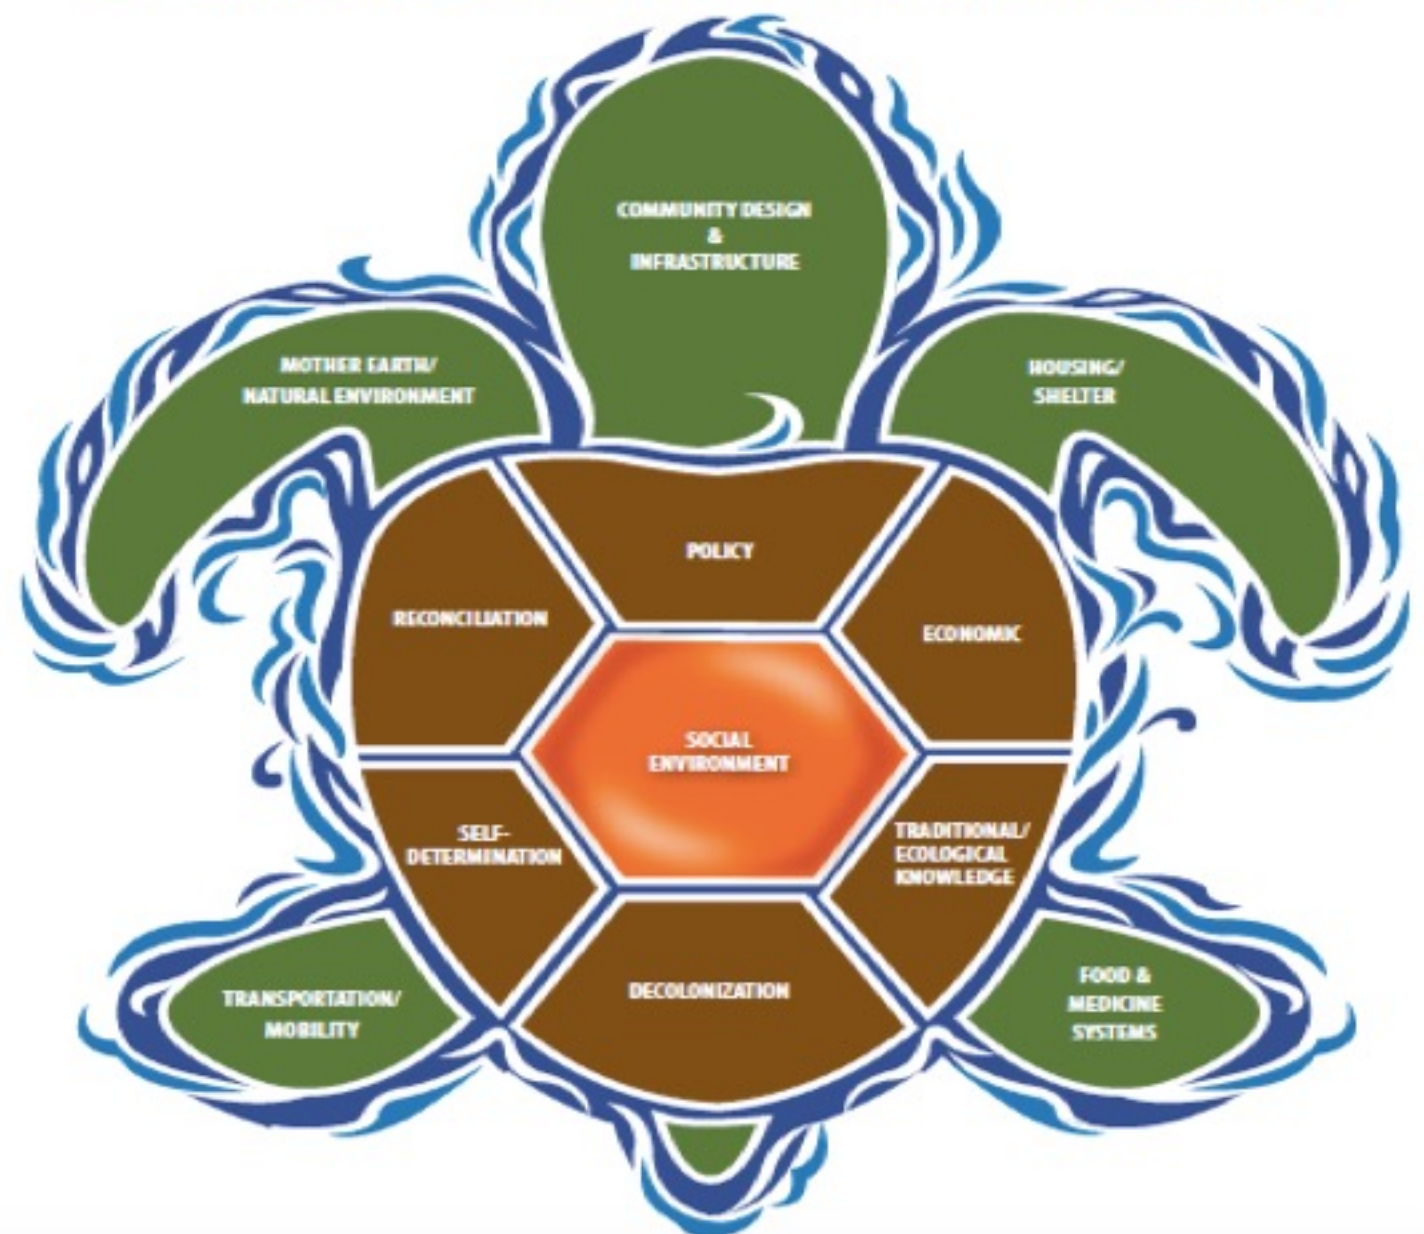 COMMUNITY DESIGN
&
INFRASTRUCTURE
MOTHER EARTH/
NATURAL ENVIRONMENT
HOUSING/
SHELTER
POLICY
RECONCILIATION
ECONOMIC
SOCIAL
ENVIRONMENT
SELF-
DETERMINATION
TRADITIONAL/
ECOLOGICAL
KNOWLEDGE
DECOLONIZATION
TRANSPORTATION/
MOBILITY
FOOD &
MEDICINE
SYSTEMS